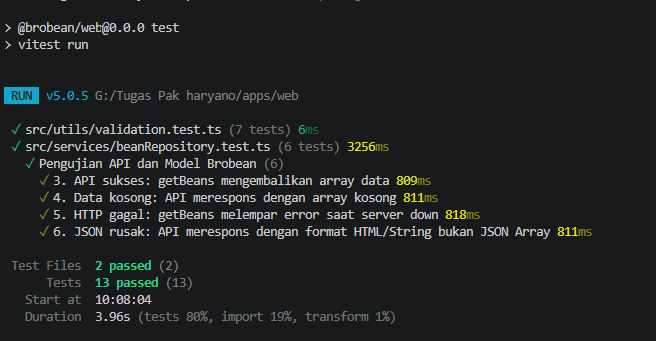 > @brobean/web@0.0.0 test
> vitest run
RUN v5.0.5 G:/Tugas Pak haryano/apps/web
✓ src/utils/validation.test.ts (7 tests) 6ms
✓ src/services/beanRepository.test.ts (6 tests) 3256ms
✓ Pengujian API dan Model Brobean (6)
✓ 3. API sukses: getBeans mengembalikan array data 809ms
✓ 4. Data kosong: API merespons dengan array kosong 811ms
✓ 5. HTTP gagal: getBeans melempar error saat server down 818ms
✓ 6. JSON rusak: API merespons dengan format HTML/String bukan JSON Array 811ms
Test Files 2 passed (2)
Tests 13 passed (13)
Start at 10:08:04
Duration 3.96s (tests 80%, import 19%, transform 1%)